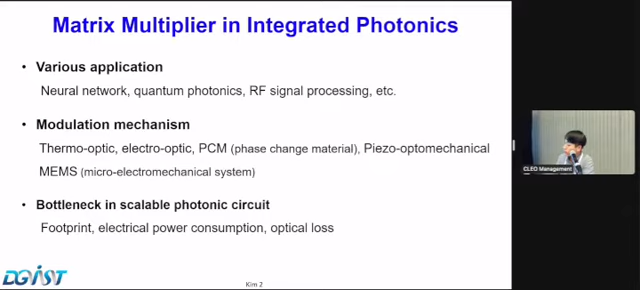 Matrix Multiplier in Integrated Photonics
• Various application
Neural network, quantum photonics, RF signal processing, etc.
• Modulation mechanism
Thermo-optic, electro-optic, PCM (phase change material), Piezo-optomechanical
MEMS (micro-electromechanical system)
• Bottleneck in scalable photonic circuit
Footprint, electrical power consumption, optical loss
DGIST
Kim 2
CLEO Management